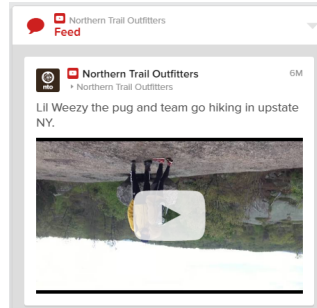 Northern Trail Outfitters
Feed
nto
Northern Trail Outfitters
6M
Northern Trail Outfitters
Lil Weezy the pug and team go hiking in upstate
NY.